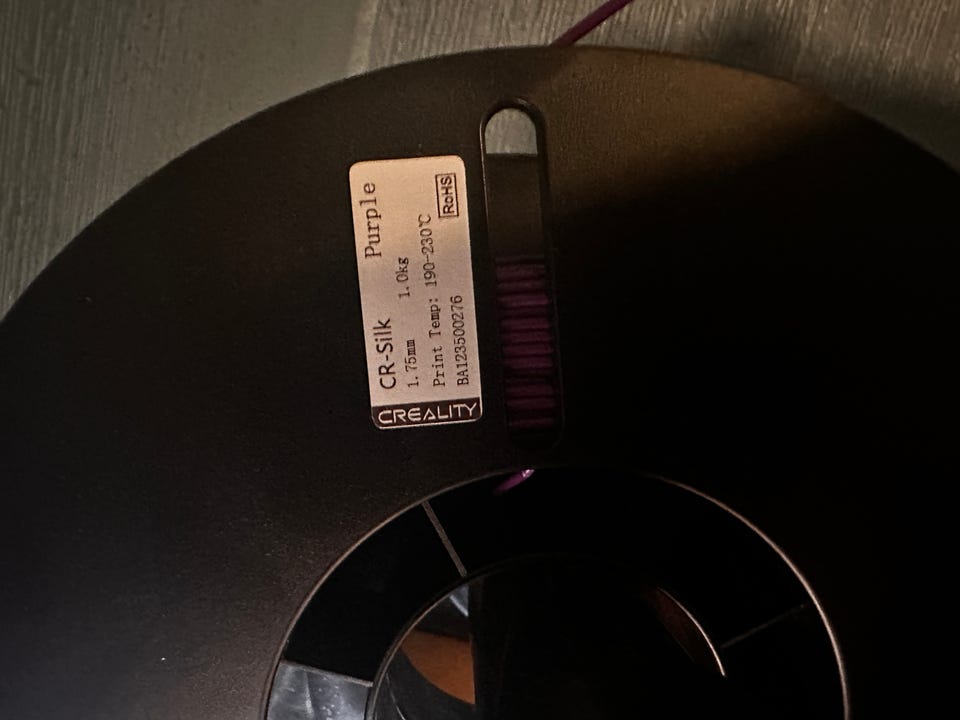 CR-Silk Purple
1.75mm 1.0kg
Print Temp: 190-230℃
BA123500276 RoHS
CREALITY